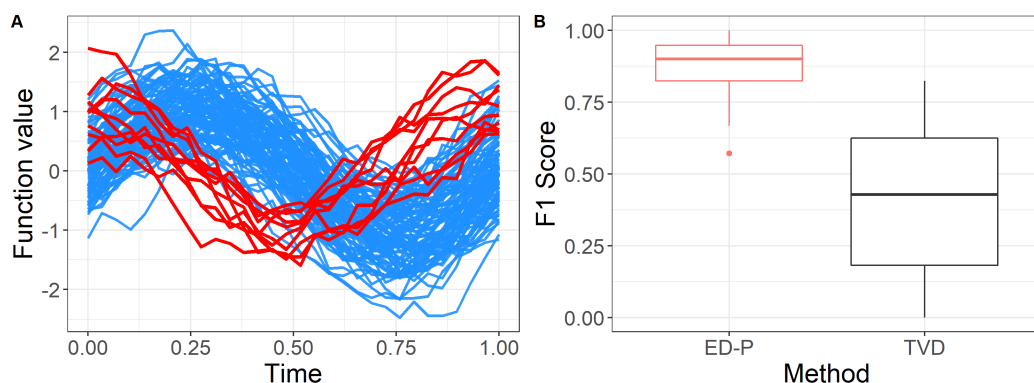 A
Function value
2
1
0
-1
-2
0.00 0.25 0.50 0.75 1.00
Time
B
F1 Score
1.00
0.75
0.50
0.25
0.00
ED-P TVD
Method